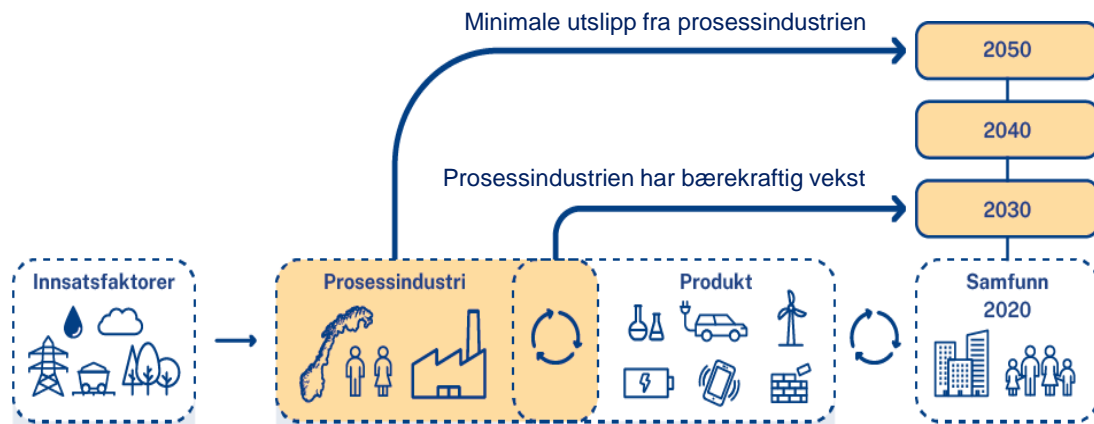 Minimale utslipp fra prosessindustrien
2050
2040
Prosessindustrien har bærekraftig vekst
2030
Innsatsfaktorer
Prosessindustri
Produkt
Samfunn
2020